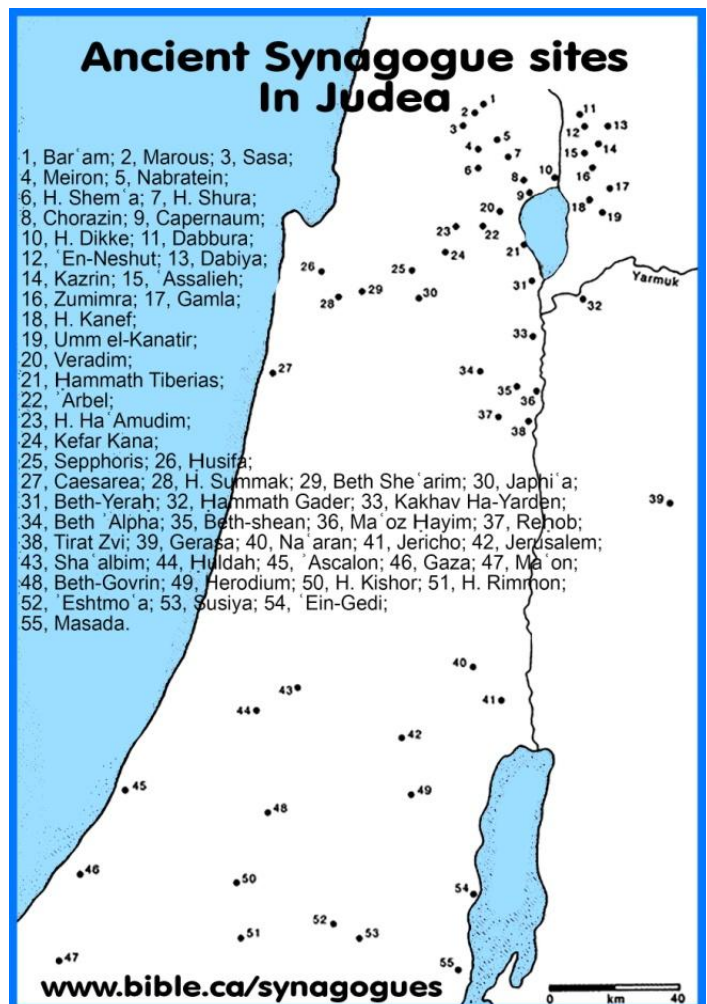 Ancient Synagogue sites
In Judea
1, Barʿam; 2, Marous; 3, Sasa;
4, Meiron; 5, Nabratein;
6, H. Shemʿa; 7, H. Shura;
8, Chorazin; 9, Capernaum;
10, H. Dikke; 11, Dabbura;
12, ʿEn-Neshut; 13, Dabiya;
14, Kazrin; 15, ʿAssalieh;
16, Zumimra; 17, Gamla;
18, H. Kanef;
19, Umm el-Kanatir;
20, Veradim;
21, Ḥammath Tiberias;
22, ʾArbel;
23, H. HaʿAmudim;
24, Kefar Kana;
25, Sepphoris; 26, Ḥusifa;
27, Caesarea; 28, H. Summak; 29, Beth Sheʿarim; 30, Japhiʿa;
31, Beth-Yeraḥ; 32, Ḥammath Gader; 33, Kakhav Ha-Yarden;
34, Beth ʾAlpha; 35, Beth-shean; 36, Maʿoz Ḥayim; 37, Reḥob;
38, Tirat Zvi; 39, Gerasa; 40, Naʿaran; 41, Jericho; 42, Jerusalem;
43, Shaʿalbim; 44, Ḥuldah; 45, ʾAscalon; 46, Gaza; 47, Maʿon;
48, Beth-Govrin; 49, Herodium; 50, H. Kishor; 51, H. Rimmon;
52, ʾEshtmoʿa; 53, Susiya; 54, ʿEin-Gedi;
55, Masada.
1
2
11
3
12
13
5
4
14
7
15
6
16
8
10
17
9
18
20
19
23
22
21
24
26
25
31
Yarmuk
29
28
30
32
33
27
34
35
36
37
38
39
40
43
41
44
42
45
49
48
46
50
54
52
51
53
47
55
www.bible.ca/synagogues
0 km 40